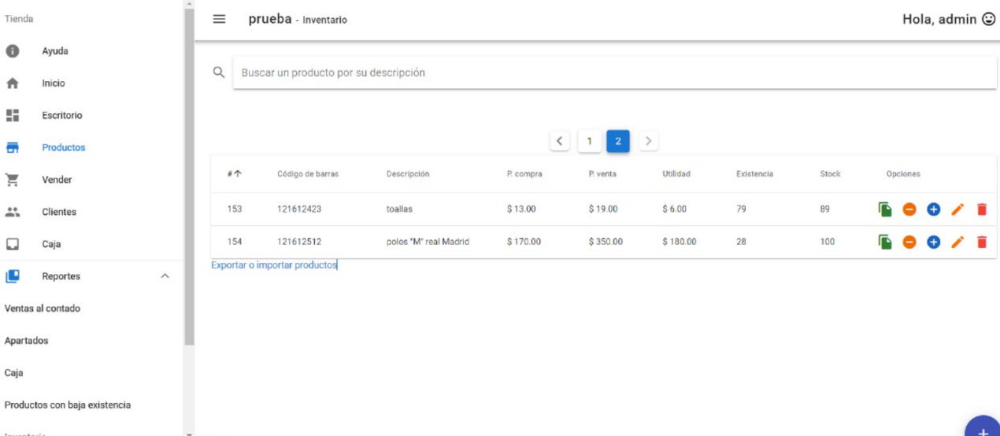 Tienda
Ayuda
Inicio
Escritorio
Productos
Vender
Clientes
Caja
Reportes
Ventas al contado
Apartados
Caja
Productos con baja existencia
Inventario
prueba - Inventario
Hola, admin
Buscar un producto por su descripción
1 2
# Código de barras Descripción P. compra P. venta Utilidad Existencia Stock Opciones
153 121612423 toallas $ 13.00 $ 19.00 $ 6.00 79 89
154 121612512 polos "M" real Madrid $ 170.00 $ 350.00 $ 180.00 28 100
Exportar o importar productos